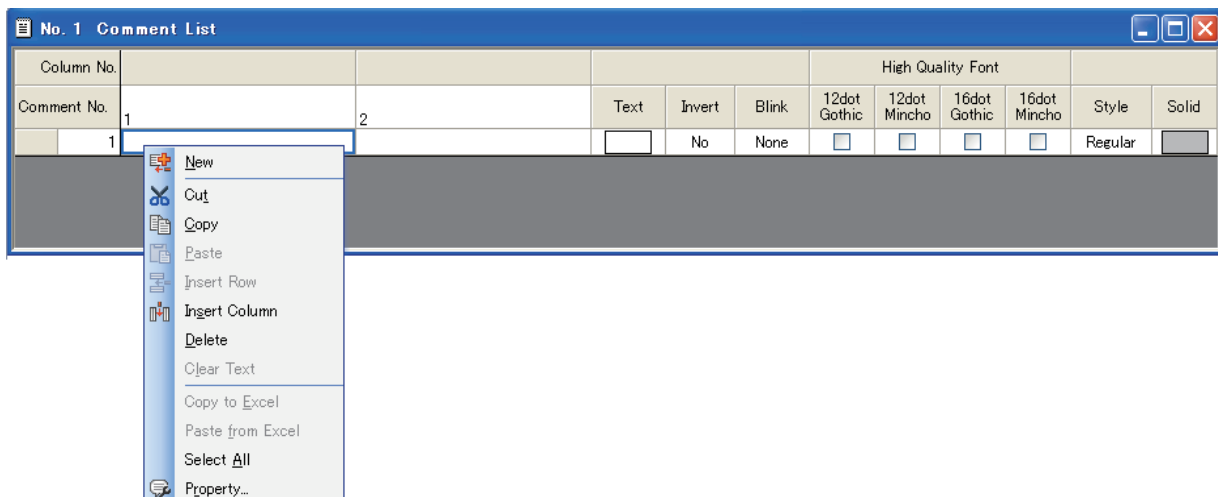 No. 1 Comment List
Column No. High Quality Font
Comment No. 1 2 Text Invert Blink 12dot Gothic 12dot Mincho 16dot Gothic 16dot Mincho Style Solid
1 No None Regular
New
Cut
Copy
Paste
Insert Row
Insert Column
Delete
Clear Text
Copy to Excel
Paste from Excel
Select All
Property...